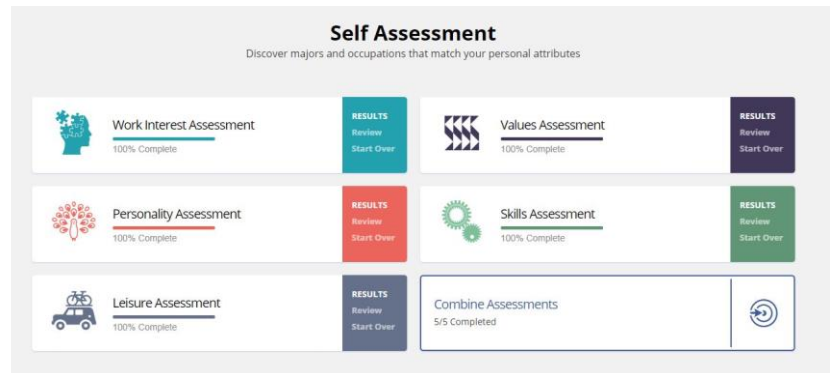 Self Assessment
Discover majors and occupations that match your personal attributes
Work Interest Assessment
100% Complete
RESULTS
Review
Start Over
Values Assessment
100% Complete
RESULTS
Review
Start Over
Personality Assessment
100% Complete
RESULTS
Review
Start Over
Skills Assessment
100% Complete
RESULTS
Review
Start Over
Leisure Assessment
100% Complete
RESULTS
Review
Start Over
Combine Assessments
5/5 Completed